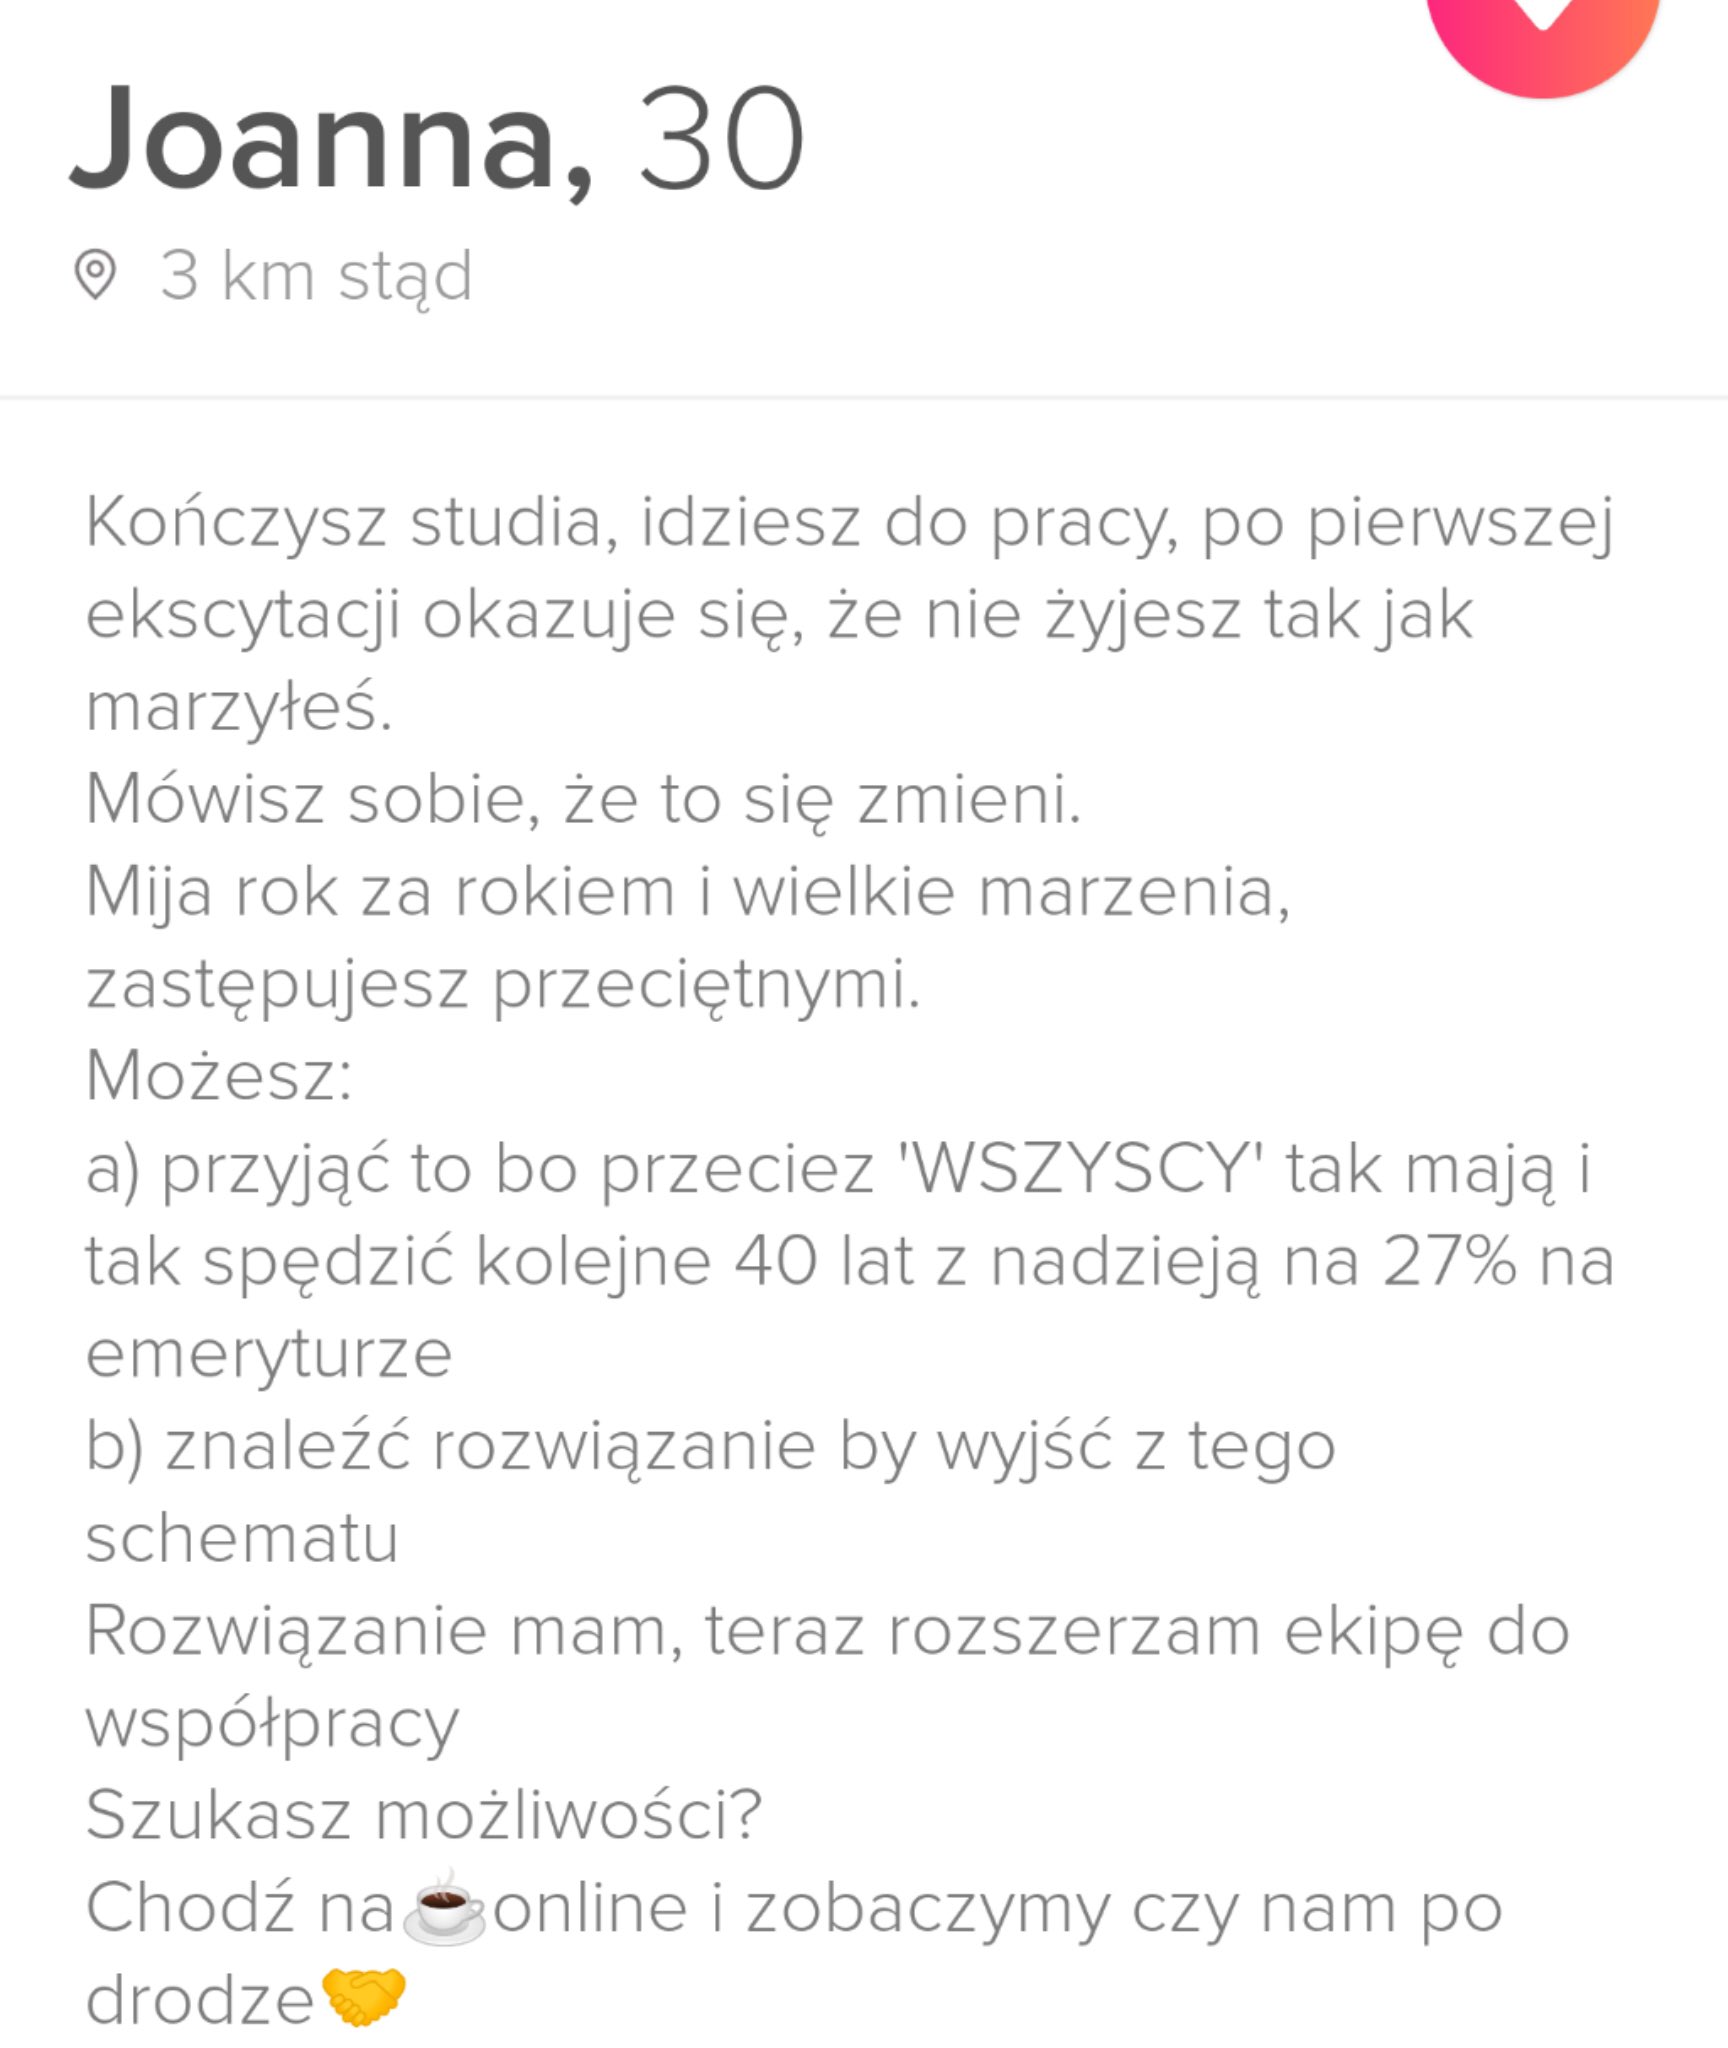 Joanna, 30
3 km stąd
Kończysz studia, idziesz do pracy, po pierwszej
ekscytacji okazuje się, że nie żyjesz tak jak
marzyłeś.
Mówisz sobie, że to się zmieni.
Mija rok za rokiem i wielkie marzenia,
zastępujesz przeciętnymi.
Możesz:
a) przyjąć to bo przeciez 'WSZYSCY' tak mają i
tak spędzić kolejne 40 lat z nadzieją na 27% na
emeryturze
b) znaleźć rozwiązanie by wyjść z tego
schematu
Rozwiązanie mam, teraz rozszerzam ekipę do
współpracy
Szukasz możliwości?
Chodź na☕online i zobaczymy czy nam po
drodze🤝